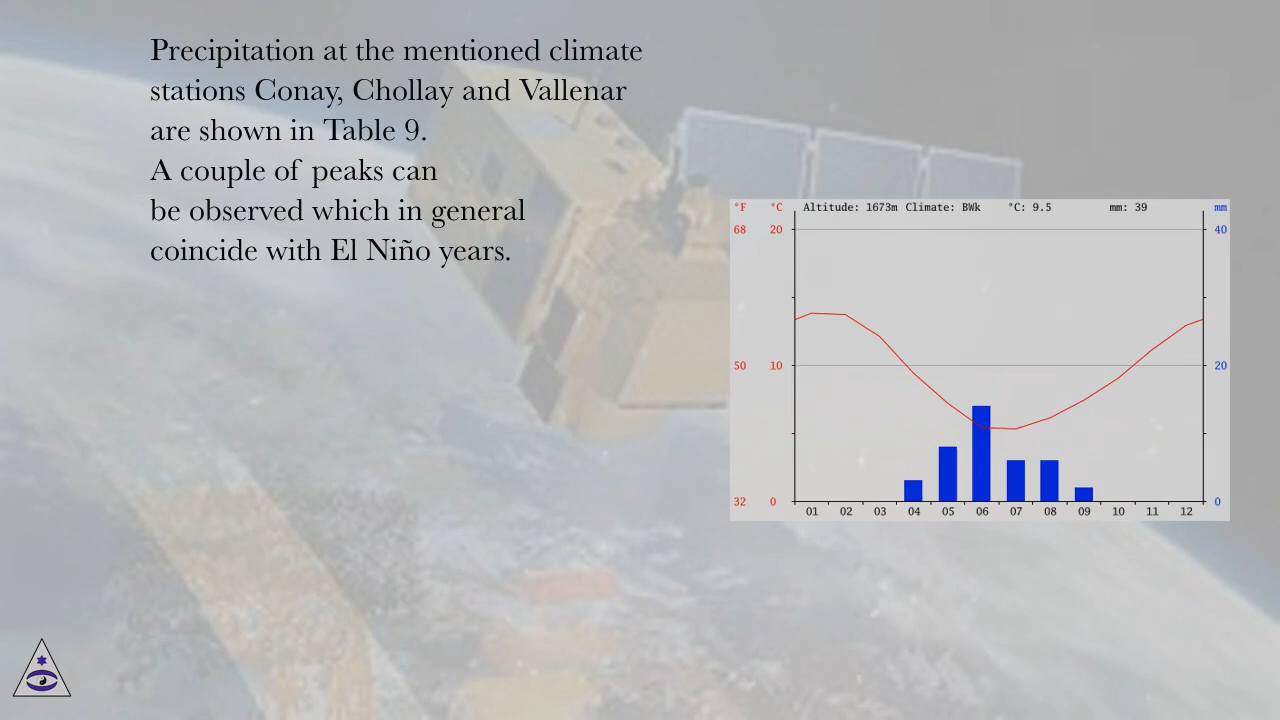 Precipitation at the mentioned climate
stations Conay, Chollay and Vallenar
are shown in Table 9.
A couple of peaks can
be observed which in general
coincide with El Niño years.
°F °C Altitude: 1673m Climate: BWk °C: 9.5 mm: 39 mm
68 20 40
50 10 20
32 0 0
01 02 03 04 05 06 07 08 09 10 11 12